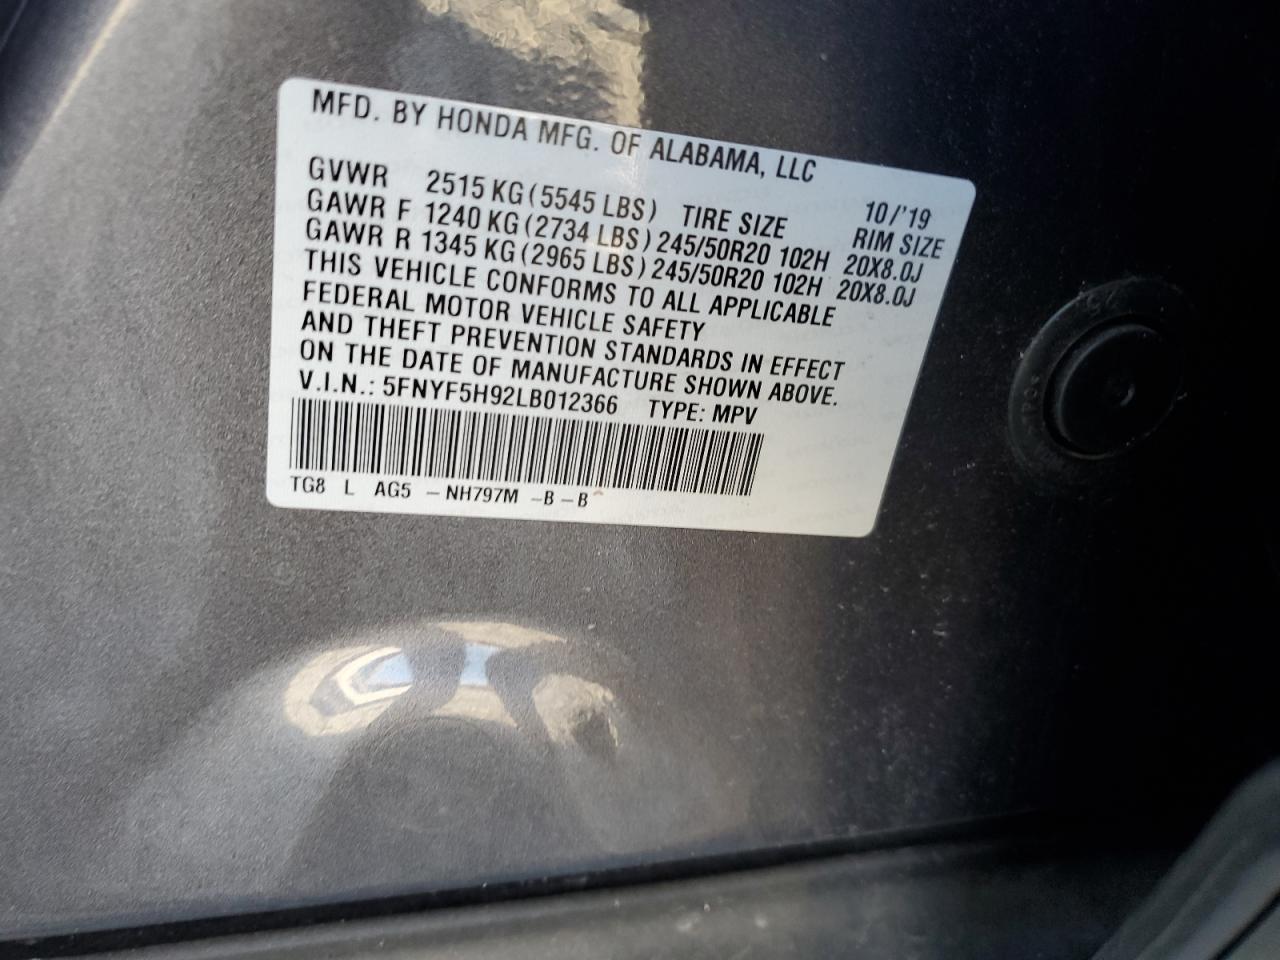 MFD. BY HONDA MFG. OF ALABAMA, LLC
10/'19
GVWR 2515 KG (5545 LBS) TIRE SIZE RIM SIZE
GAWR F 1240 KG (2734 LBS) 245/50R20 102H 20X8.0J
GAWR R 1345 KG (2965 LBS) 245/50R20 102H 20X8.0J
THIS VEHICLE CONFORMS TO ALL APPLICABLE
FEDERAL MOTOR VEHICLE SAFETY
AND THEFT PREVENTION STANDARDS IN EFFECT
ON THE DATE OF MANUFACTURE SHOWN ABOVE.
V.I.N.: 5FNYF5H92LB012366 TYPE: MPV
TG8 L AG5 -NH797M -B-B